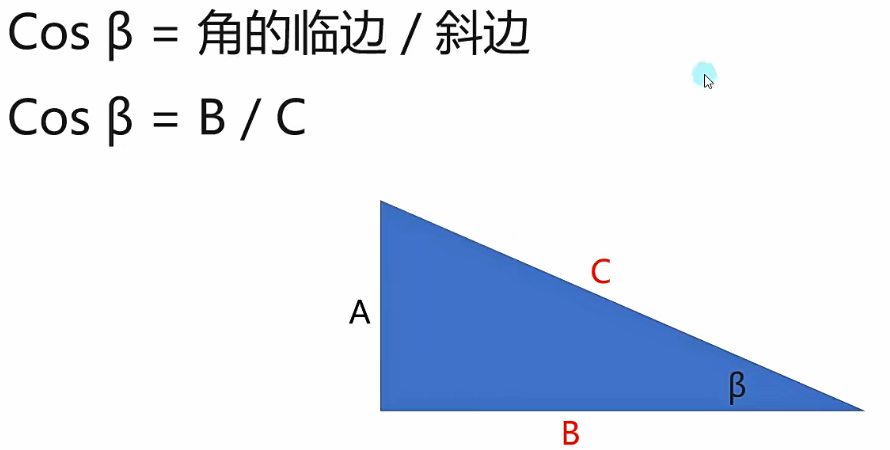 Cos β = 角的临边 / 斜边
Cos β = B / C
C
A
β
B